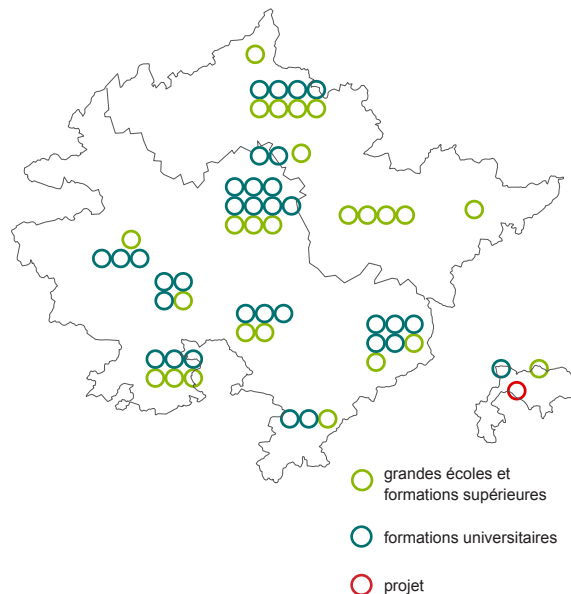 grandes écoles et
formations supérieures
formations universitaires
projet